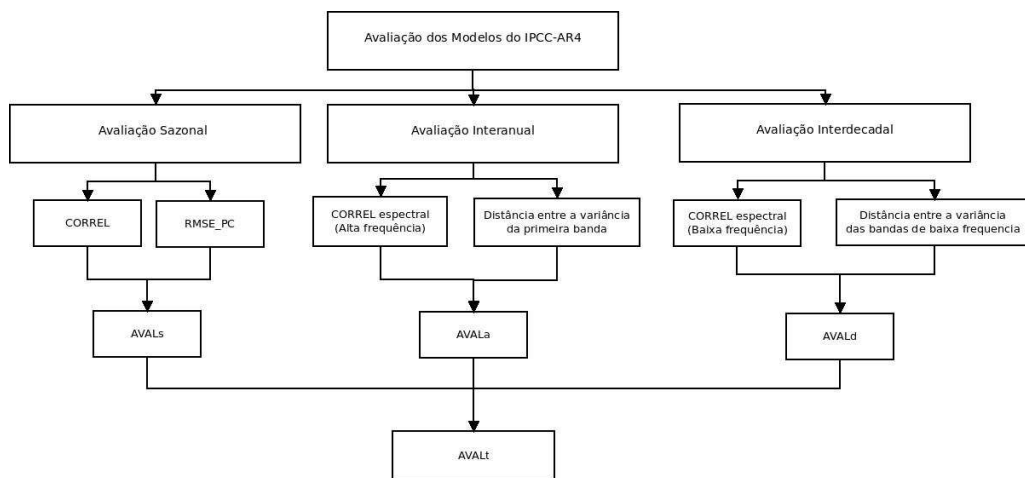 Avaliação dos Modelos do IPCC-AR4
Avaliação Sazonal
Avaliação Interanual
Avaliação Interdecadal
CORREL
RMSE_PC
CORREL espectral
(Alta frequência)
Distância entre a variância
da primeira banda
CORREL espectral
(Baixa frequência)
Distância entre a variância
das bandas de baixa frequencia
AVALs
AVALa
AVALd
AVALt